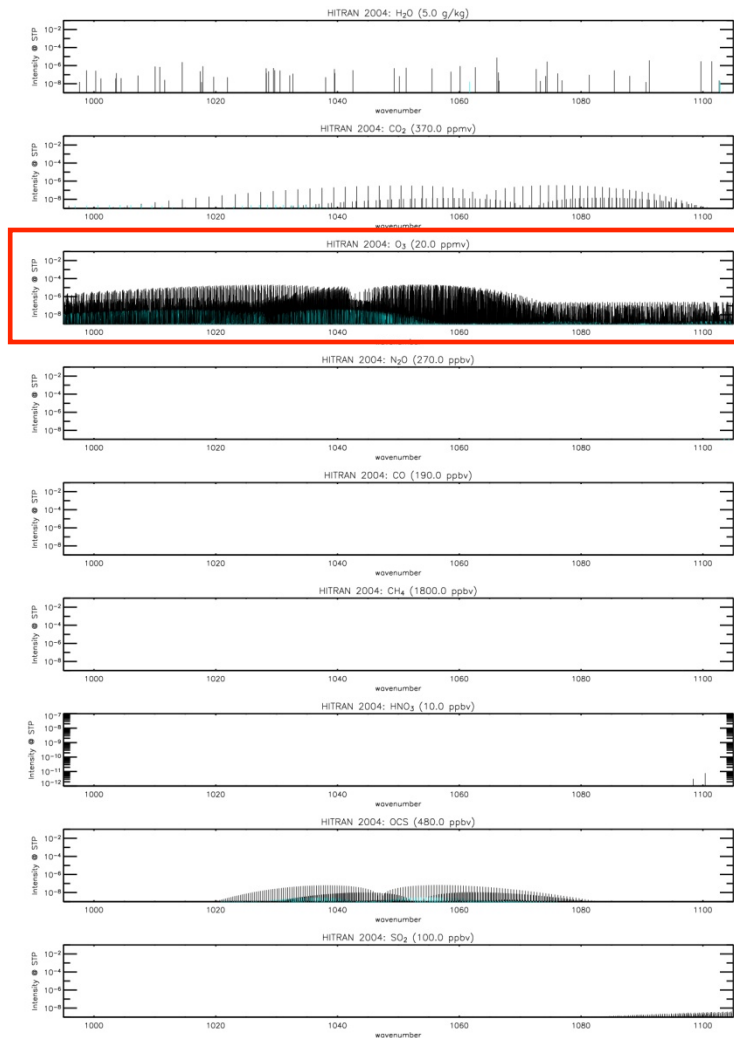 HITRAN 2004: H₂O (5.0 g/kg)
Intensity @ STP
10⁻²
10⁻⁴
10⁻⁶
10⁻⁸
1000 1020 1040 1060 1080 1100
wavenumber
HITRAN 2004: CO₂ (370.0 ppmv)
Intensity @ STP
10⁻²
10⁻⁴
10⁻⁶
10⁻⁸
1000 1020 1040 1060 1080 1100
HITRAN 2004: O₃ (20.0 ppmv)
Intensity @ STP
10⁻²
10⁻⁴
10⁻⁶
10⁻⁸
1000 1020 1040 1060 1080 1100
HITRAN 2004: N₂O (270.0 ppbv)
Intensity @ STP
10⁻²
10⁻⁴
10⁻⁶
10⁻⁸
1000 1020 1040 1060 1080 1100
wavenumber
HITRAN 2004: CO (190.0 ppbv)
Intensity @ STP
10⁻²
10⁻⁴
10⁻⁶
10⁻⁸
1000 1020 1040 1060 1080 1100
wavenumber
HITRAN 2004: CH₄ (1800.0 ppbv)
Intensity @ STP
10⁻²
10⁻⁴
10⁻⁶
10⁻⁸
1000 1020 1040 1060 1080 1100
wavenumber
HITRAN 2004: HNO₃ (10.0 ppbv)
Intensity @ STP
10⁻⁷
10⁻⁸
10⁻⁹
10⁻¹⁰
10⁻¹¹
10⁻¹²
1000 1020 1040 1060 1080 1100
wavenumber
HITRAN 2004: OCS (480.0 ppbv)
Intensity @ STP
10⁻²
10⁻⁴
10⁻⁶
10⁻⁸
1000 1020 1040 1060 1080 1100
wavenumber
HITRAN 2004: SO₂ (100.0 ppbv)
Intensity @ STP
10⁻²
10⁻⁴
10⁻⁶
10⁻⁸
1000 1020 1040 1060 1080 1100
wavenumber